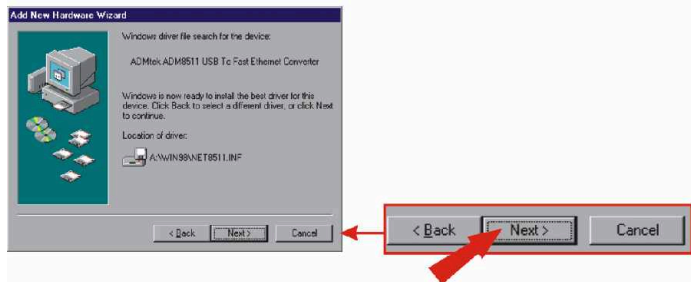 Add New Hardware Wizard
Windows driver file search for the device:
ADMtek ADM8511 USB To Fast Ethernet Converter
Windows is now ready to install the best driver for this
device. Click Back to select a different driver, or click Next
to continue.
Location of driver:
A:\WIN98\NET8511.INF
< Back Next > Cancel
< Back Next > Cancel